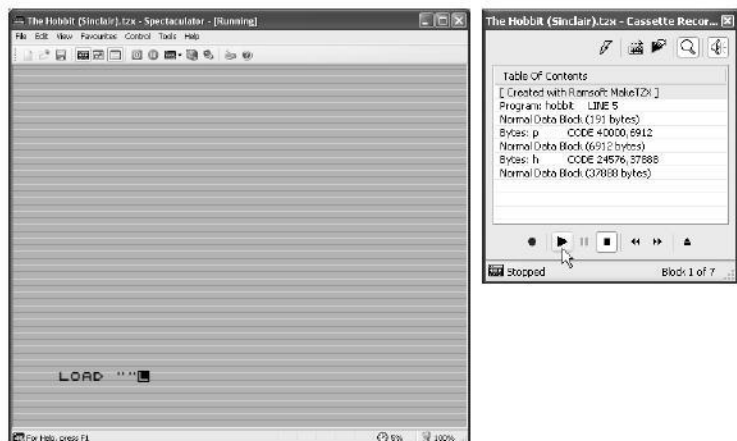 The Hobbit (Sinclair).tzx - Spectaculator - [Running]
File Edit View Favourites Control Tools Help
LOAD ""L
For Help, press F1
5% 100%
The Hobbit (Sinclair).tzx - Cassette Recor...
Table Of Contents
[ Created with Ramsoft MakeTZX ]
Program: hobbit LINE 5
Normal Data Block (191 bytes)
Bytes: p CODE 40000,6912
Normal Data Block (6912 bytes)
Bytes: h CODE 24576,37888
Normal Data Block (37888 bytes)
Stopped Block 1 of 7